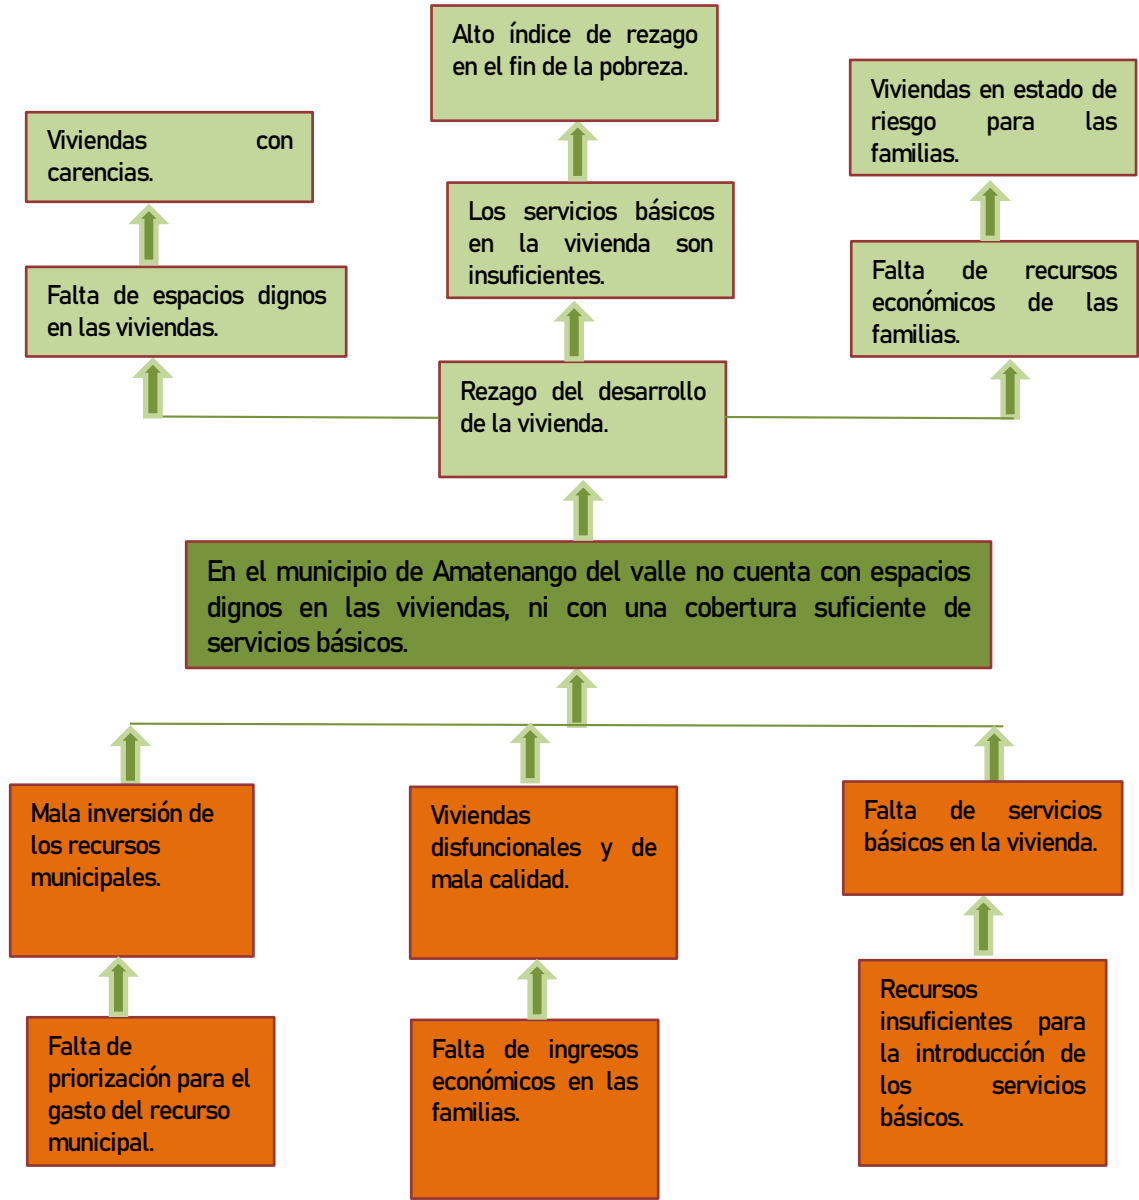 Alto índice de rezago
en el fin de la pobreza.
Viviendas en estado de
riesgo para las
familias.
Viviendas con
carencias.
Los servicios básicos
en la vivienda son
insuficientes.
Falta de recursos
económicos de las
familias.
Falta de espacios dignos
en las viviendas.
Rezago del desarrollo
de la vivienda.
En el municipio de Amatenango del valle no cuenta con espacios
dignos en las viviendas, ni con una cobertura suficiente de
servicios básicos.
Mala inversión de
los recursos
municipales.
Viviendas
disfuncionales y de
mala calidad.
Falta de servicios
básicos en la vivienda.
Falta de
priorización para el
gasto del recurso
municipal.
Falta de ingresos
económicos en las
familias.
Recursos
insuficientes para
la introducción de
los servicios
básicos.